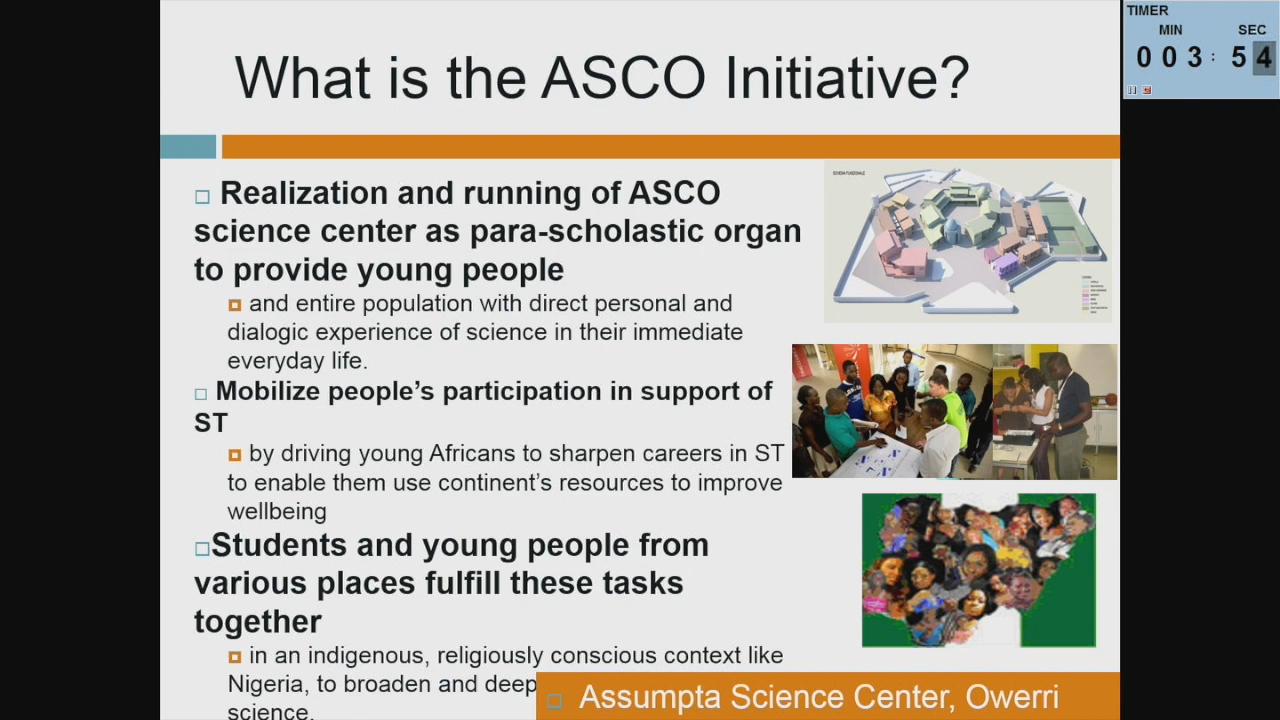 TIMER
MIN SEC
0 0 3 : 5 4
What is the ASCO Initiative?
Realization and running of ASCO
science center as para-scholastic organ
to provide young people
and entire population with direct personal and
dialogic experience of science in their immediate
everyday life.
Mobilize people’s participation in support of
ST
by driving young Africans to sharpen careers in ST
to enable them use continent’s resources to improve
wellbeing
Students and young people from
various places fulfill these tasks
together
in an indigenous, religiously conscious context like
Nigeria, to broaden and deep
science.
SCHEMA FUNZIONALE
Assumpta Science Center, Owerri